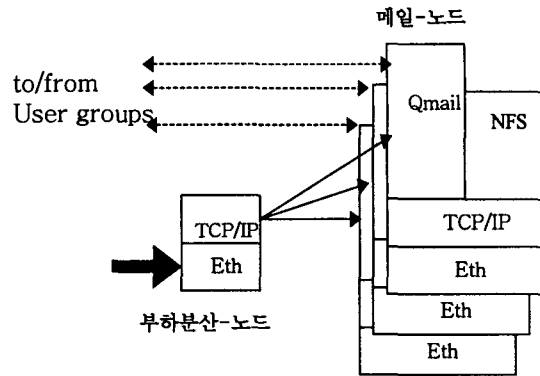 메일-노드
to/from
User groups
Qmail
NFS
TCP/IP
TCP/IP
Eth
Eth
부하분산-노드
Eth
Eth